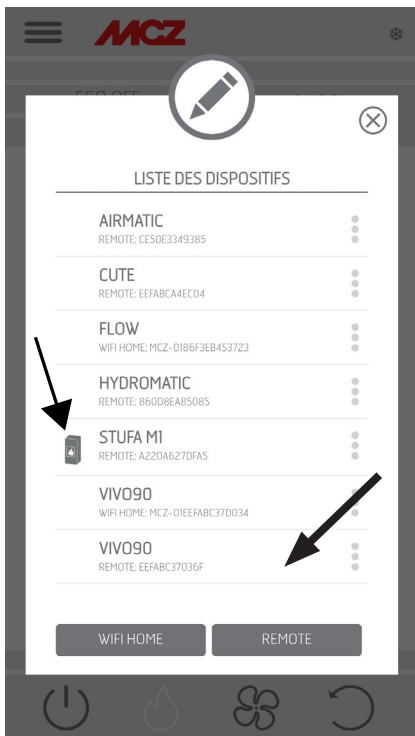 MCZ
LISTE DES DISPOSITIFS
AIRMATIC
REMOTE: CE50E3349385
CUTE
REMOTE: EEFABCA4EC04
FLOW
WIFI HOME: MCZ-0186F3EB453723
HYDROMATIC
REMOTE: 860D8EA85085
STUFA M1
REMOTE: A220A627DFA5
VIVO90
WIFI HOME: MCZ-01EEFABC37D034
VIVO90
REMOTE: EEFABC37036F
WIFI HOME REMOTE